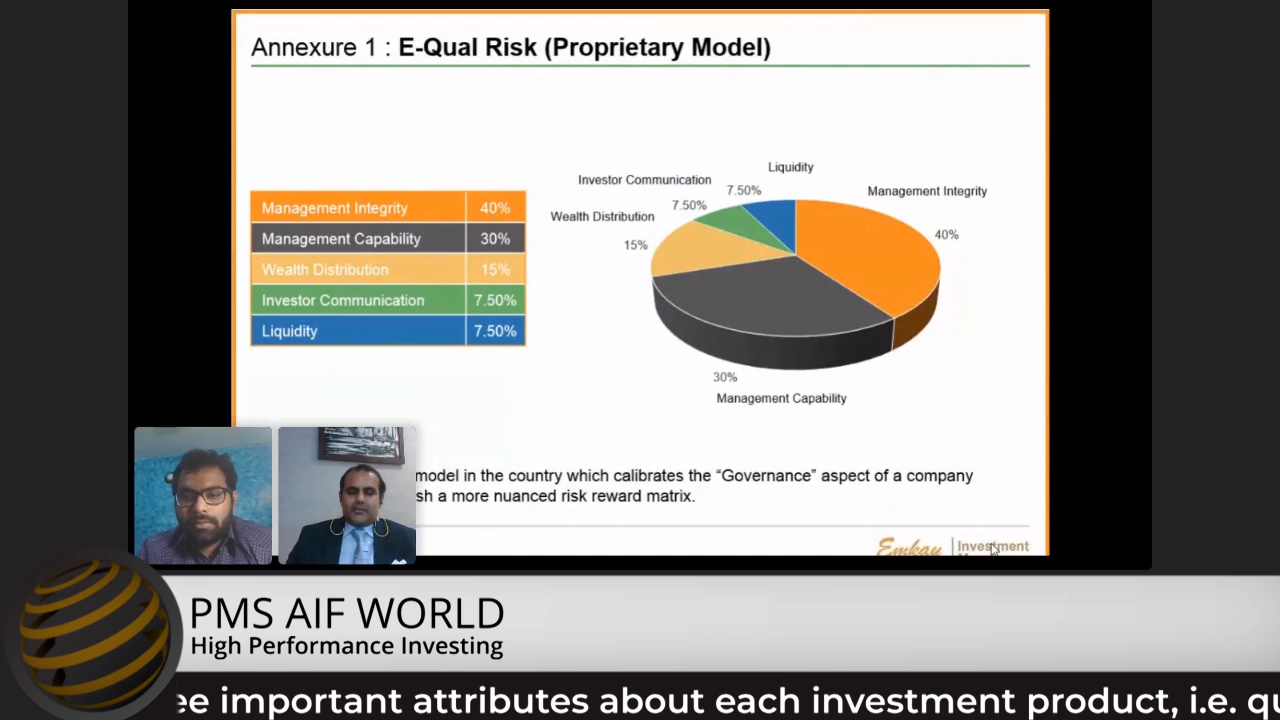 Annexure 1 : E-Qual Risk (Proprietary Model)
Management Integrity 40%
Management Capability 30%
Wealth Distribution 15%
Investor Communication 7.50%
Liquidity 7.50%
Liquidity
7.50%
Investor Communication
7.50%
Management Integrity
40%
Wealth Distribution
15%
30%
Management Capability
model in the country which calibrates the “Governance” aspect of a company
a more nuanced risk reward matrix.
Emkay Investment
PMS AIF WORLD
High Performance Investing
important attributes about each investment product, i.e.